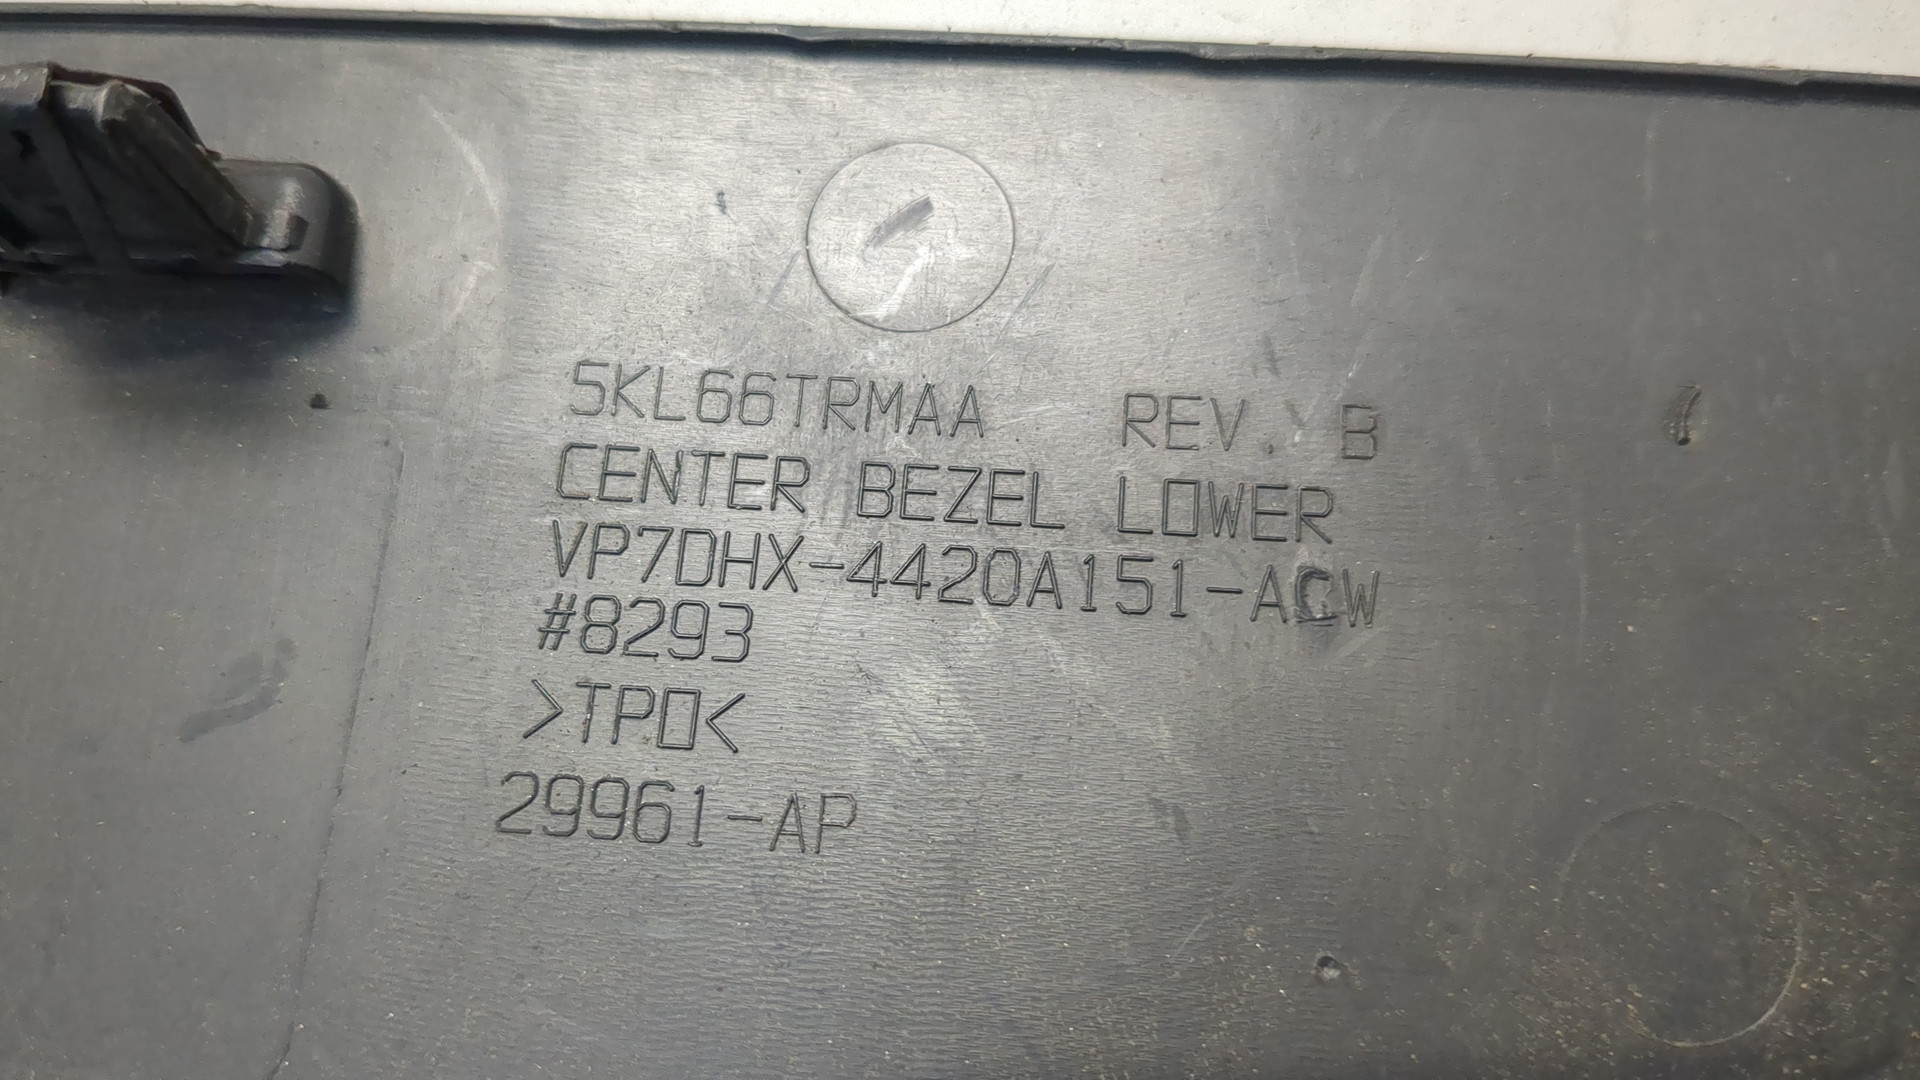 5KL66TRMAA REV. B
CENTER BEZEL LOWER
VP7DHX-4420A151-ACW
#8293
>TPO<
29961-AP